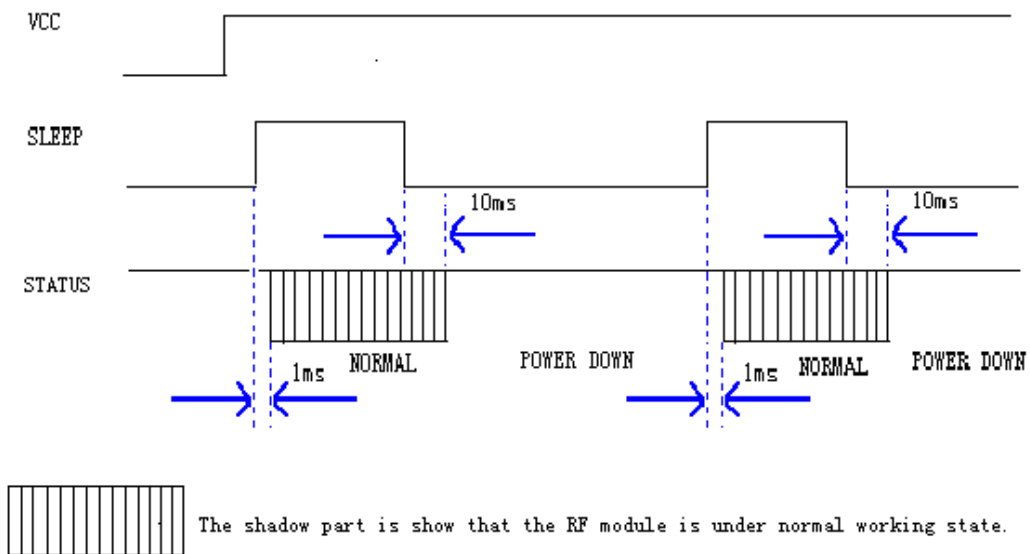 VCC
SLEEP
10ms 10ms
STATUS
NORMAL POWER DOWN NORMAL POWER DOWN
1ms 1ms
The shadow part is show that the RF module is under normal working state.